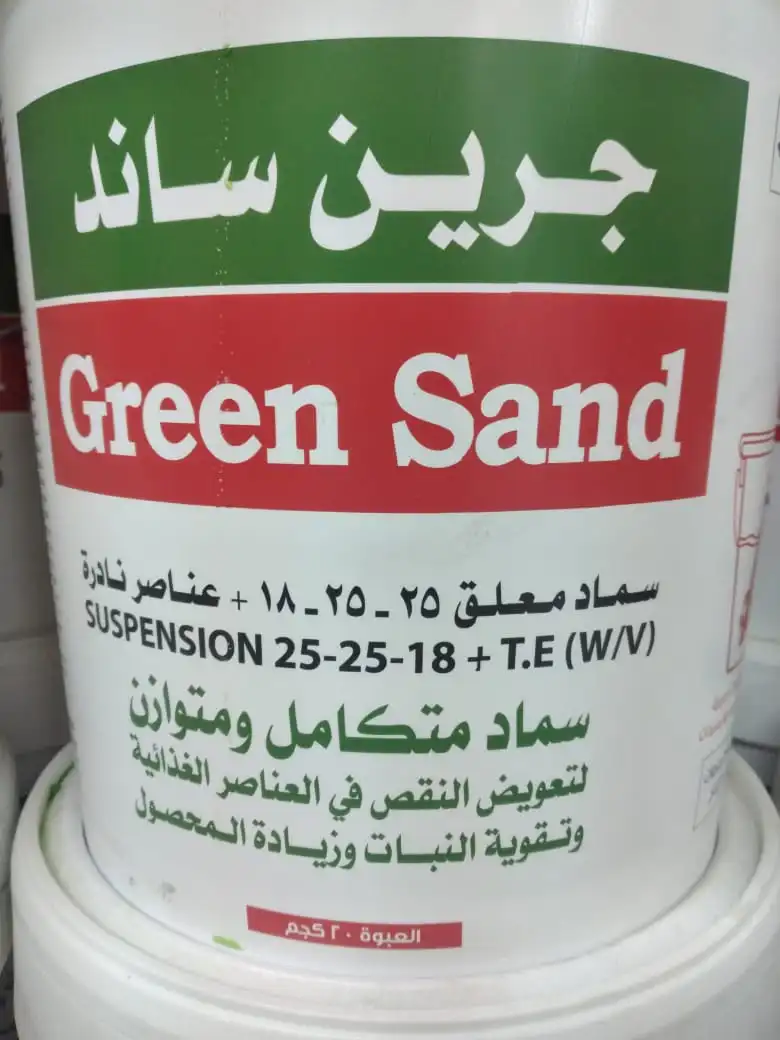 جرين ساند
Green Sand
سماد معلق ٢٥ - ٢٥ - ١٨ + عناصر نادرة
SUSPENSION 25-25-18 + T.E (W/V)
سماد متكامل ومتوازن
لتعويض النقص في العناصر الغذائية
وتقوية النبات وزيادة المحصول
العبوة ٢٠ كجم